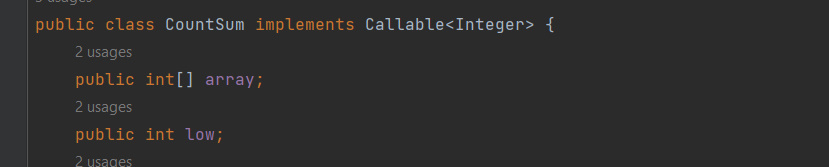 public class CountSum implements Callable<Integer> {
2 usages
public int[] array;
2 usages
public int low;
2 usages